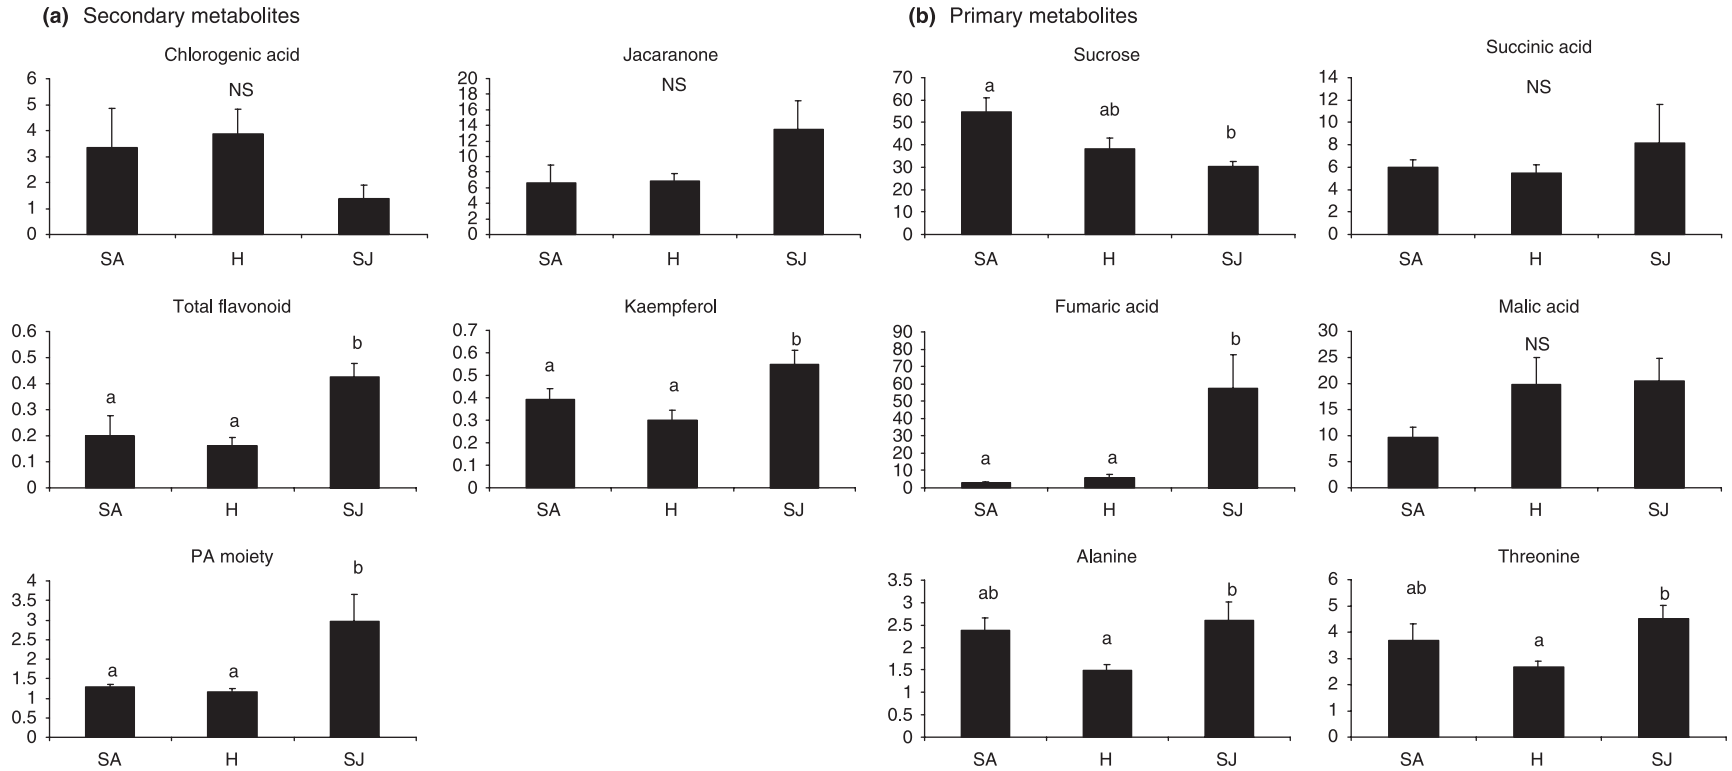 (a) Secondary metabolites
Chlorogenic acid
6
5
4
3
2
1
0
NS
SA H SJ
Jacaranone
20
18
16
14
12
10
8
6
4
2
0
NS
SA H SJ
Total flavonoid
0.6
0.5
0.4
0.3
0.2
0.1
0
a a b
SA H SJ
Kaempferol
0.7
0.6
0.5
0.4
0.3
0.2
0.1
0
a a b
SA H SJ
PA moiety
4
3.5
3
2.5
2
1.5
1
0.5
0
a a b
SA H SJ
(b) Primary metabolites
Sucrose
70
60
50
40
30
20
10
0
a ab b
SA H SJ
Succinic acid
14
12
10
8
6
4
2
0
NS
SA H SJ
Fumaric acid
90
80
70
60
50
40
30
20
10
0
a a b
SA H SJ
Malic acid
30
25
20
15
10
5
0
NS
SA H SJ
Alanine
3.5
3
2.5
2
1.5
1
0.5
0
ab a b
SA H SJ
Threonine
6
5
4
3
2
1
0
ab a b
SA H SJ